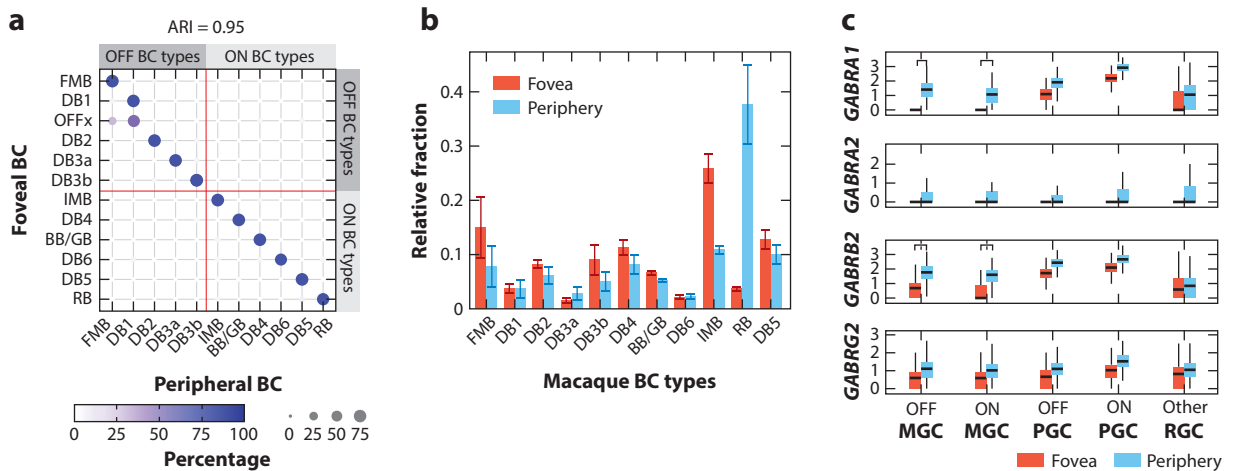 a
ARI = 0.95
OFF BC types
ON BC types
Foveal BC
FMB
DB1
OFFx
DB2
DB3a
DB3b
IMB
DB4
BB/GB
DB6
DB5
RB
OFF BC types
ON BC types
FMB DB1 DB2 DB3a DB3b IMB BB/GB DB4 DB6 DB5 RB
Peripheral BC
0 25 50 75 100
Percentage
0 25 50 75
b
Relative fraction
0.4
0.3
0.2
0.1
0
Fovea
Periphery
FMB DB1 DB2 DB3a DB3b DB4 BB/GB DB6 IMB RB DB5
Macaque BC types
c
GABRA1
3
2
1
0
GABRA2
2
1
0
GABRB2
3
2
1
0
GABRG2
3
2
1
0
OFF ON OFF ON Other
MGC MGC PGC PGC RGC
Fovea Periphery